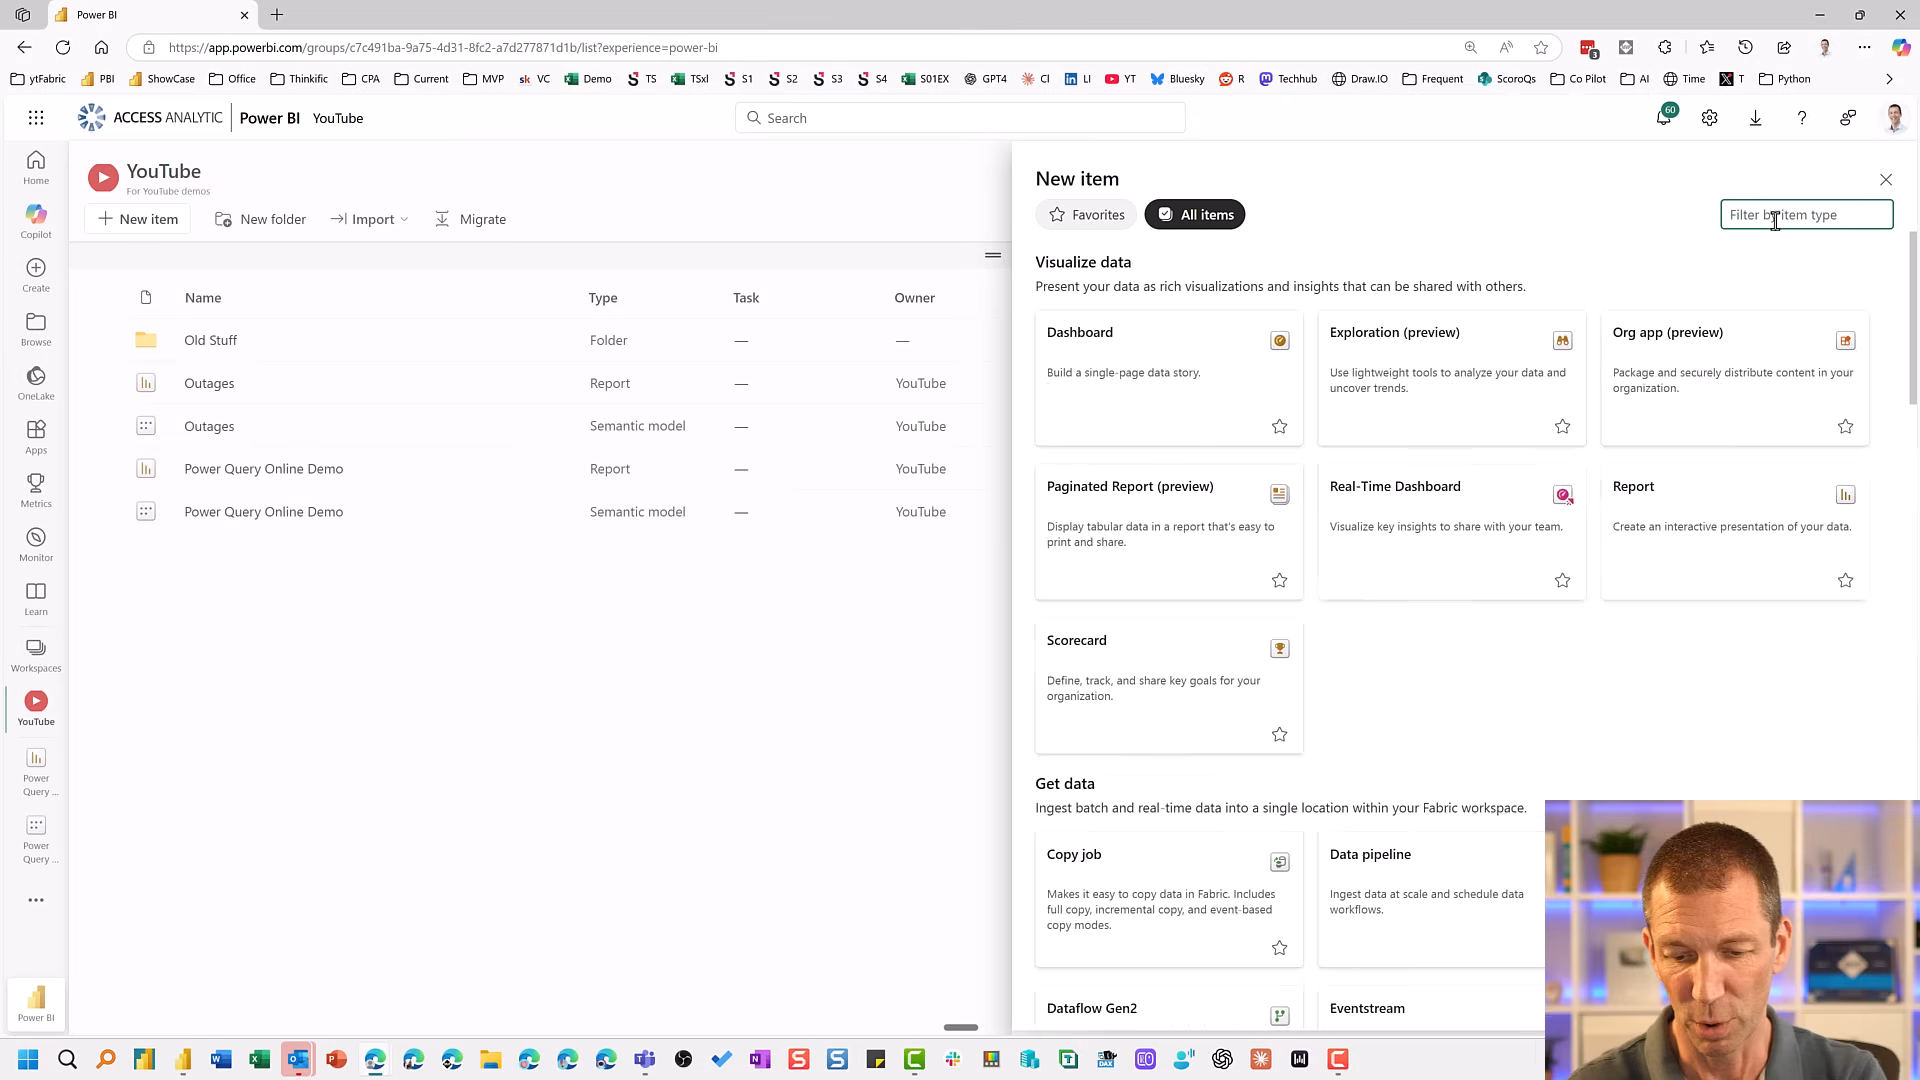 Power BI
https://app.powerbi.com/groups/c7c491ba-9a75-4d31-8fc2-a7d277871d1b/list?experience=power-bi
3
ytFabric PBI ShowCase Office Thinkific CPA Current MVP sk VC Demo TS TSxl S1 S2 S3 S4 S01EX GPT4 Cl LI YT Bluesky R Techhub Draw.IO Frequent ScoroQs Co Pilot AI Time T Python
ACCESS ANALYTIC Power BI YouTube
Search
60
Home
Copilot
Create
Browse
OneLake
Apps
Metrics
Monitor
Learn
Workspaces
YouTube
Power
Query ...
Power
Query ...
Power BI
YouTube
For YouTube demos
New item New folder Import Migrate
Name Type Task Owner
Old Stuff Folder — —
Outages Report — YouTube
Outages Semantic model — YouTube
Power Query Online Demo Report — YouTube
Power Query Online Demo Semantic model — YouTube
New item
Favorites All items
Filter by item type
Visualize data
Present your data as rich visualizations and insights that can be shared with others.
Dashboard
Build a single-page data story.
Exploration (preview)
Use lightweight tools to analyze your data and
uncover trends.
Org app (preview)
Package and securely distribute content in your
organization.
Paginated Report (preview)
Display tabular data in a report that's easy to
print and share.
Real-Time Dashboard
Visualize key insights to share with your team.
Report
Create an interactive presentation of your data.
Scorecard
Define, track, and share key goals for your
organization.
Get data
Ingest batch and real-time data into a single location within your Fabric workspace.
Copy job
Makes it easy to copy data in Fabric. Includes
full copy, incremental copy, and event-based
copy modes.
Data pipeline
Ingest data at scale and schedule data
workflows.
Dataflow Gen2
Eventstream